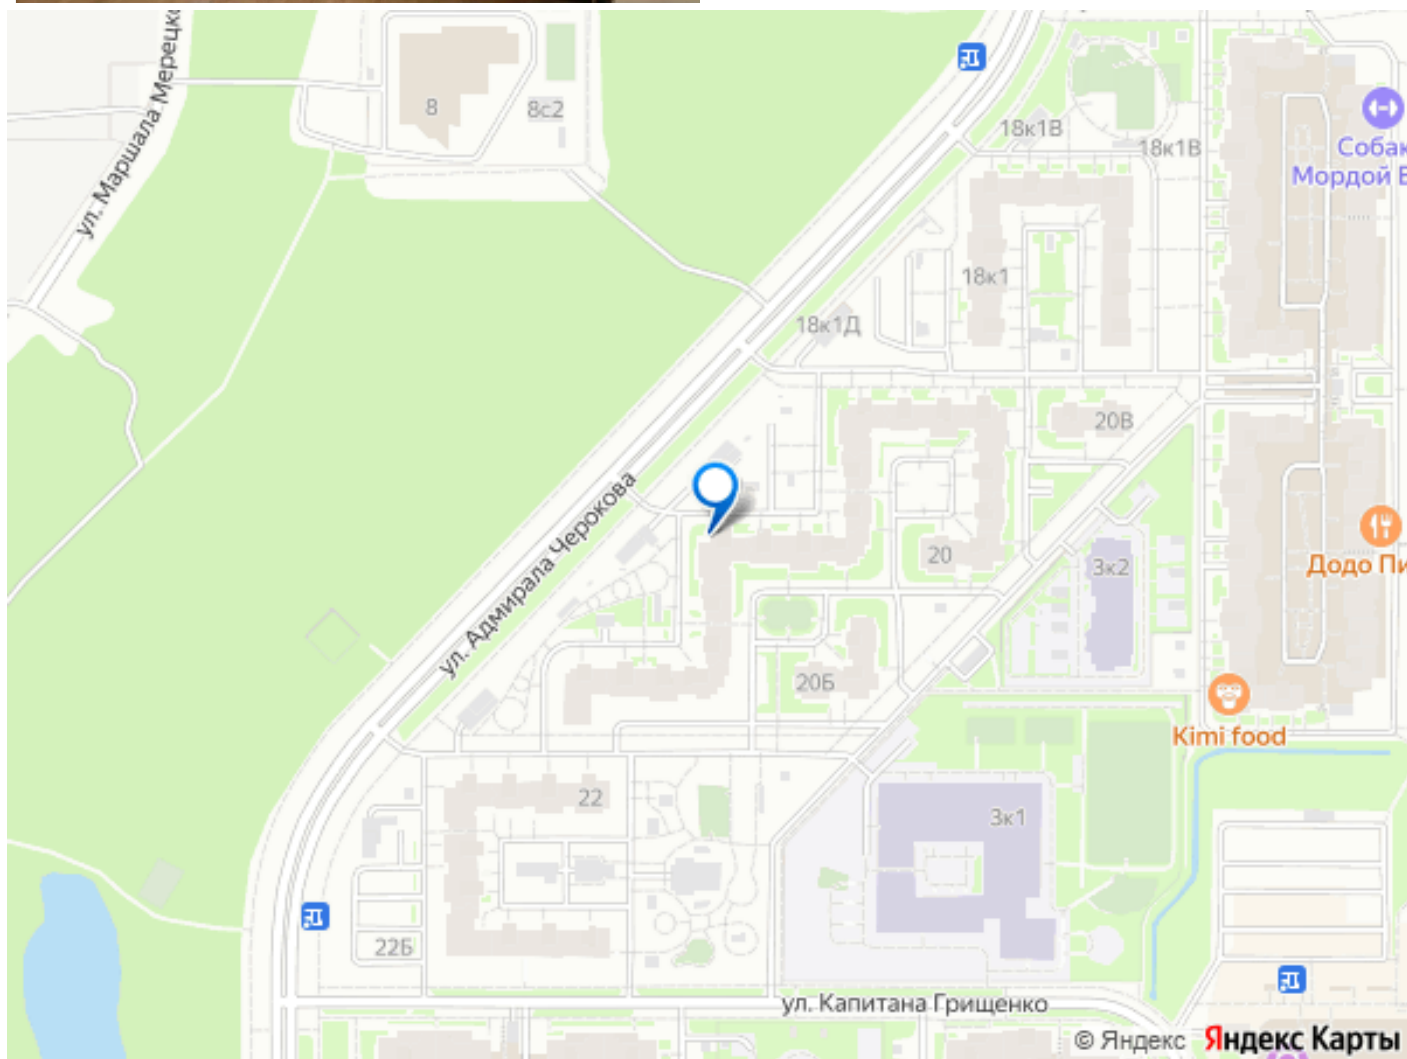 ул. Маршала Мерецко
8
8с2
18к1В
18к1В
Собак
Мордой В
18к1
18к1Д
20В
ул. Адмирала Черокова
20
3к2
Додо Пи
20Б
Kimi food
22
3к1
22Б
ул. Капитана Грищенко
© Яндекс Яндекс Карты